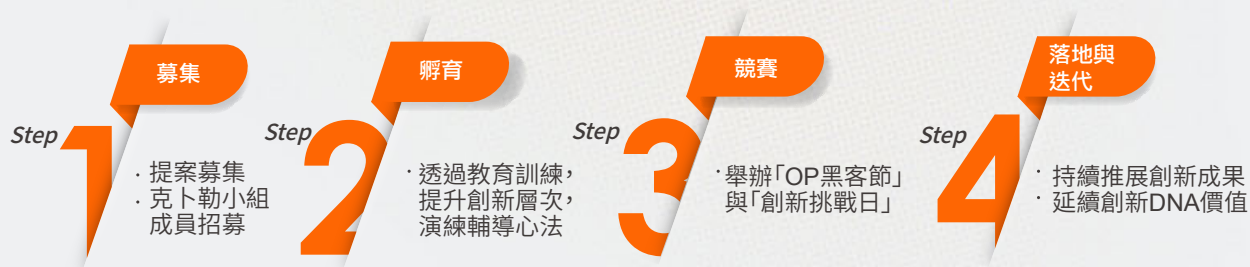 Step 1
募集
· 提案募集
· 克卜勒小組
成員招募
Step 2
孵育
· 透過教育訓練，
提升創新層次，
演練輔導心法
Step 3
競賽
· 舉辦「OP黑客節」
與「創新挑戰日」
Step 4
落地與
迭代
· 持續推展創新成果
· 延續創新DNA價值